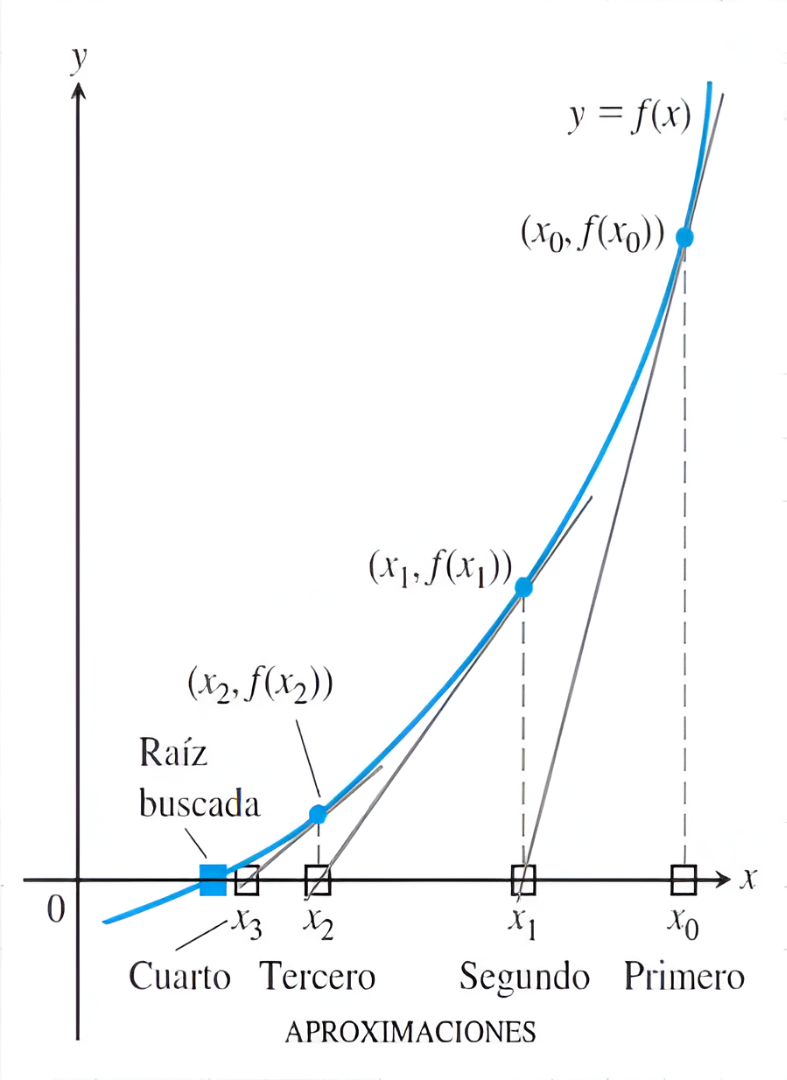 y
y = f(x)
(x₀, f(x₀))
(x₁, f(x₁))
(x₂, f(x₂))
Raíz
buscada
x
0
x₃ x₂ x₁ x₀
Cuarto Tercero Segundo Primero
APROXIMACIONES